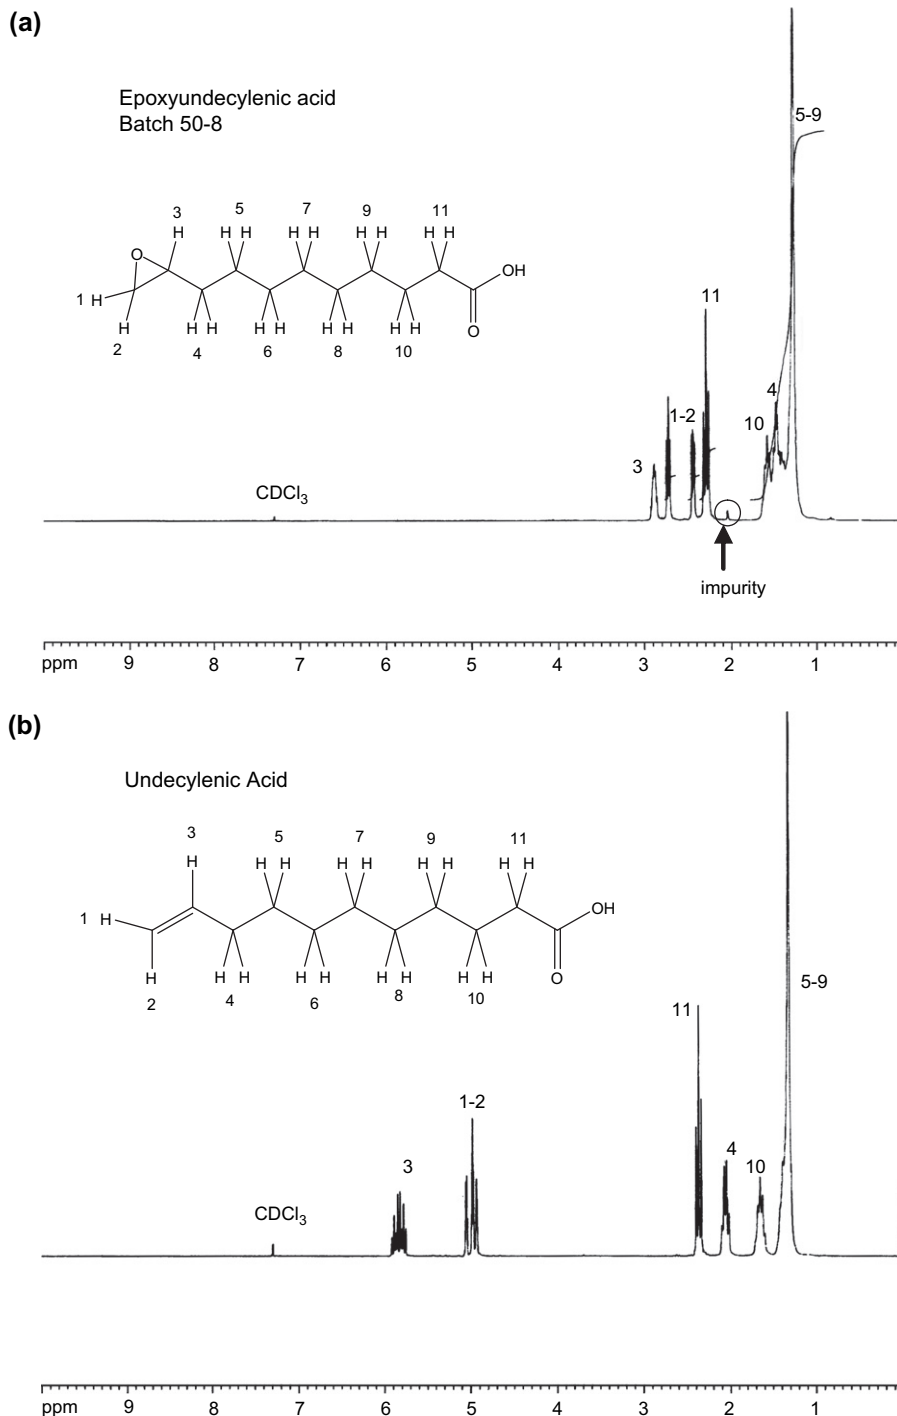 (a)
Epoxyundecylenic acid
Batch 50-8
5-9
3 5 7 9 11
H H H H H H H H H
O
OH
1 H
H H H H H H H H H O
2 4 6 8 10
11
4
1-2
10
3
CDCl₃
impurity
ppm 9 8 7 6 5 4 3 2 1
(b)
Undecylenic Acid
3
5 7 9 11
H
H H H H H H H H
1 H
OH
H H H H H H H H H O
2 4 6 8 10
5-9
11
1-2
4
3
10
CDCl₃
ppm 9 8 7 6 5 4 3 2 1